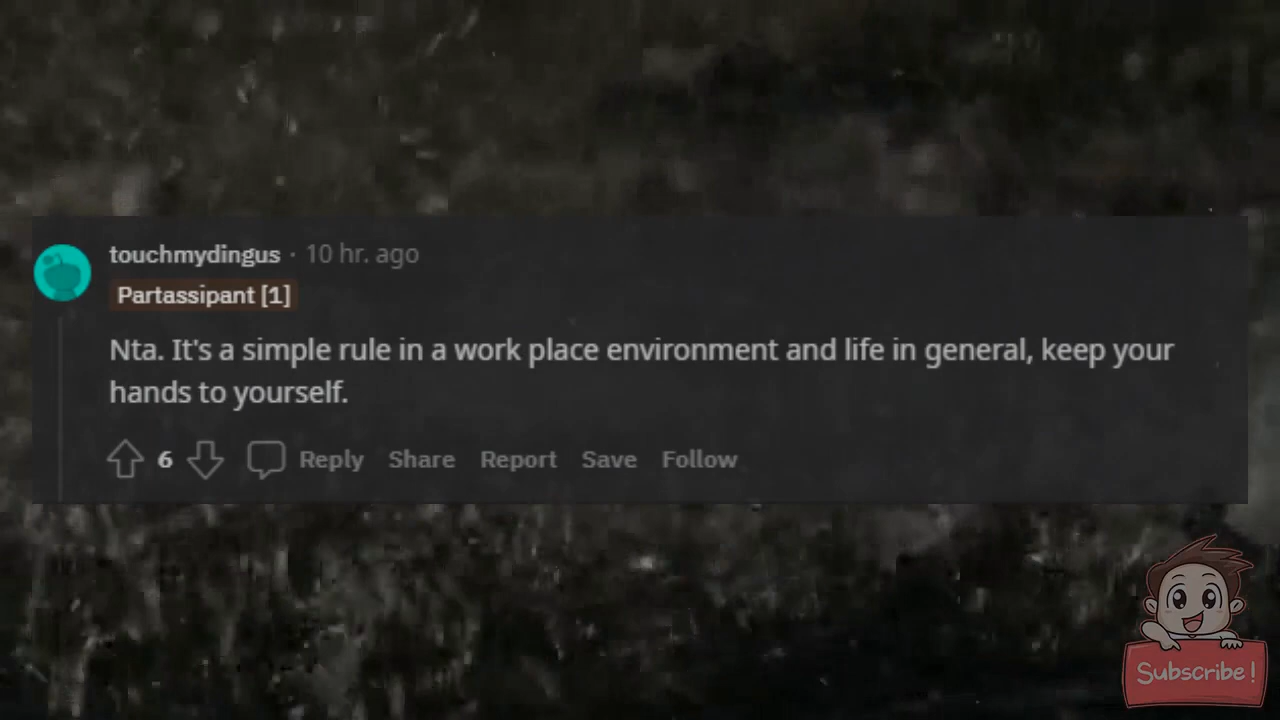 touchmydingus · 10 hr. ago
Partassipant [1]
Nta. It's a simple rule in a work place environment and life in general, keep your
hands to yourself.
6 Reply Share Report Save Follow
Subscribe!